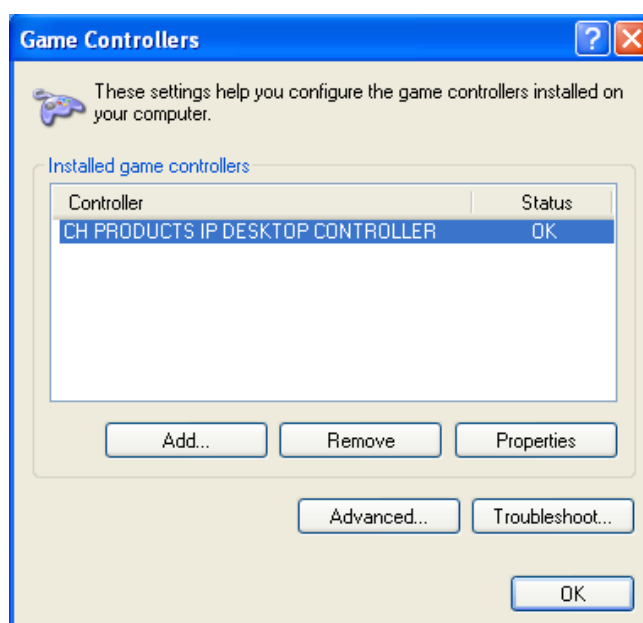 Game Controllers
These settings help you configure the game controllers installed on
your computer.
Installed game controllers
Controller Status
CH PRODUCTS IP DESKTOP CONTROLLER OK
Add... Remove Properties
Advanced... Troubleshoot...
OK